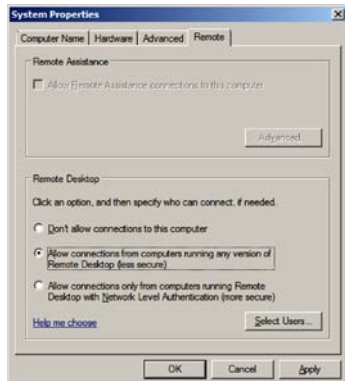 System Properties
Computer Name Hardware Advanced Remote
Remote Assistance
Allow Remote Assistance connections to this computer
Advanced...
Remote Desktop
Click an option, and then specify who can connect, if needed.
Don't allow connections to this computer
Allow connections from computers running any version of
Remote Desktop (less secure)
Allow connections only from computers running Remote
Desktop with Network Level Authentication (more secure)
Help me choose
Select Users...
OK Cancel Apply